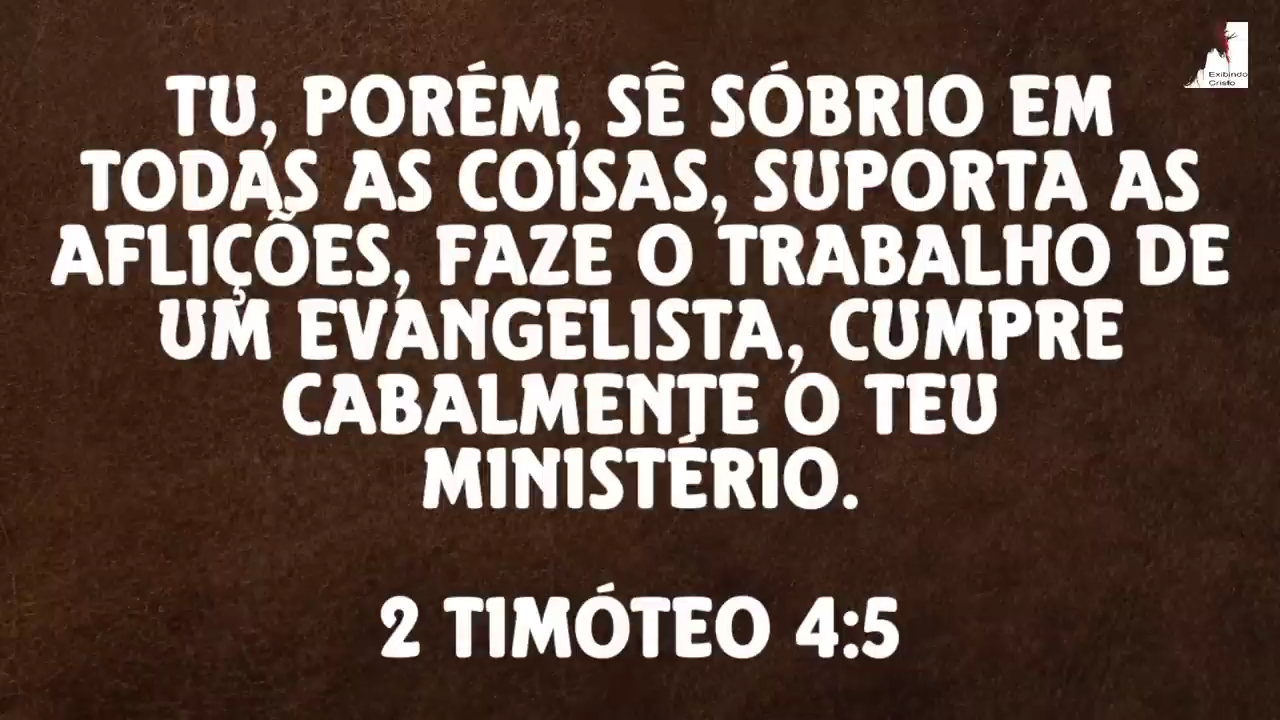 Exibindo
Cristo
TU, PORÉM, SÊ SÓBRIO EM
TODAS AS COISAS, SUPORTA AS
AFLIÇÕES, FAZE O TRABALHO DE
UM EVANGELISTA, CUMPRE
CABALMENTE O TEU
MINISTÉRIO.
2 TIMÓTEO 4:5